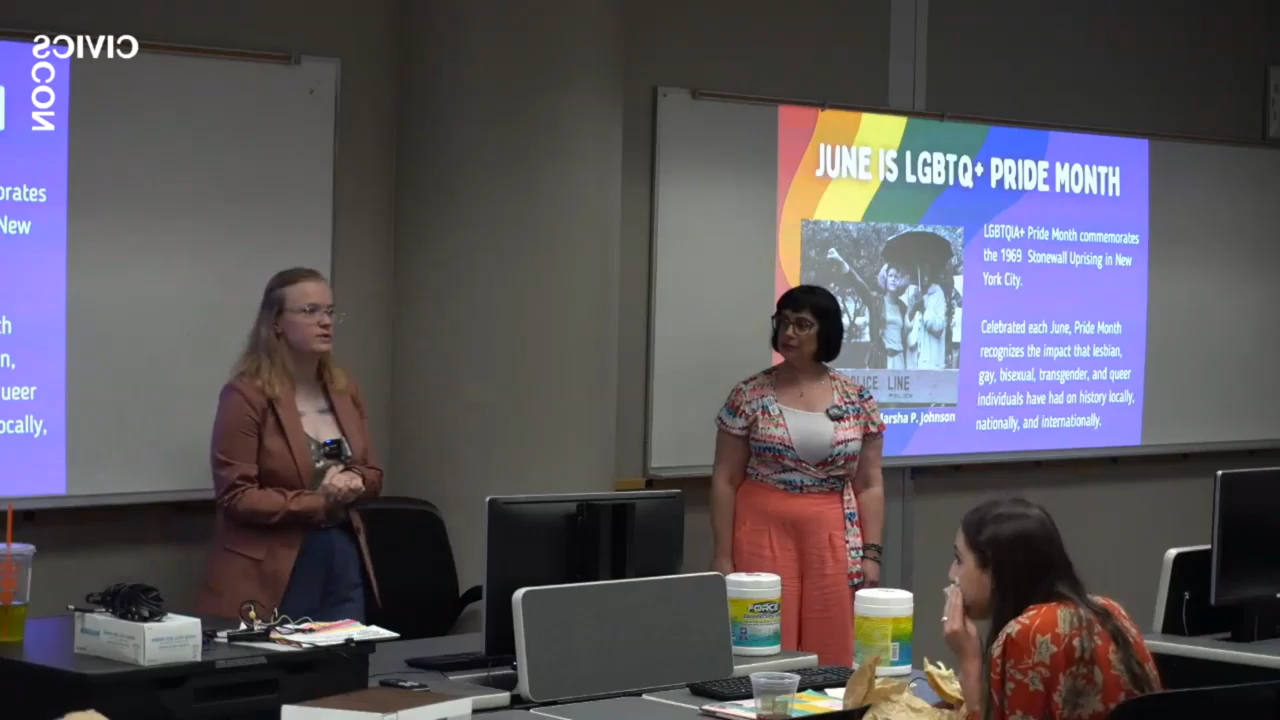 CIVICS
CON
JUNE IS LGBTQ+ PRIDE MONTH
LGBTQIA+ Pride Month commemorates
the 1969 Stonewall Uprising in New
York City.
Celebrated each June, Pride Month
recognizes the impact that lesbian,
gay, bisexual, transgender, and queer
individuals have had on history locally,
nationally, and internationally.
POLICE LINE
Marsha P. Johnson
orates
New
th
n,
ueer
ocally,
FORCE